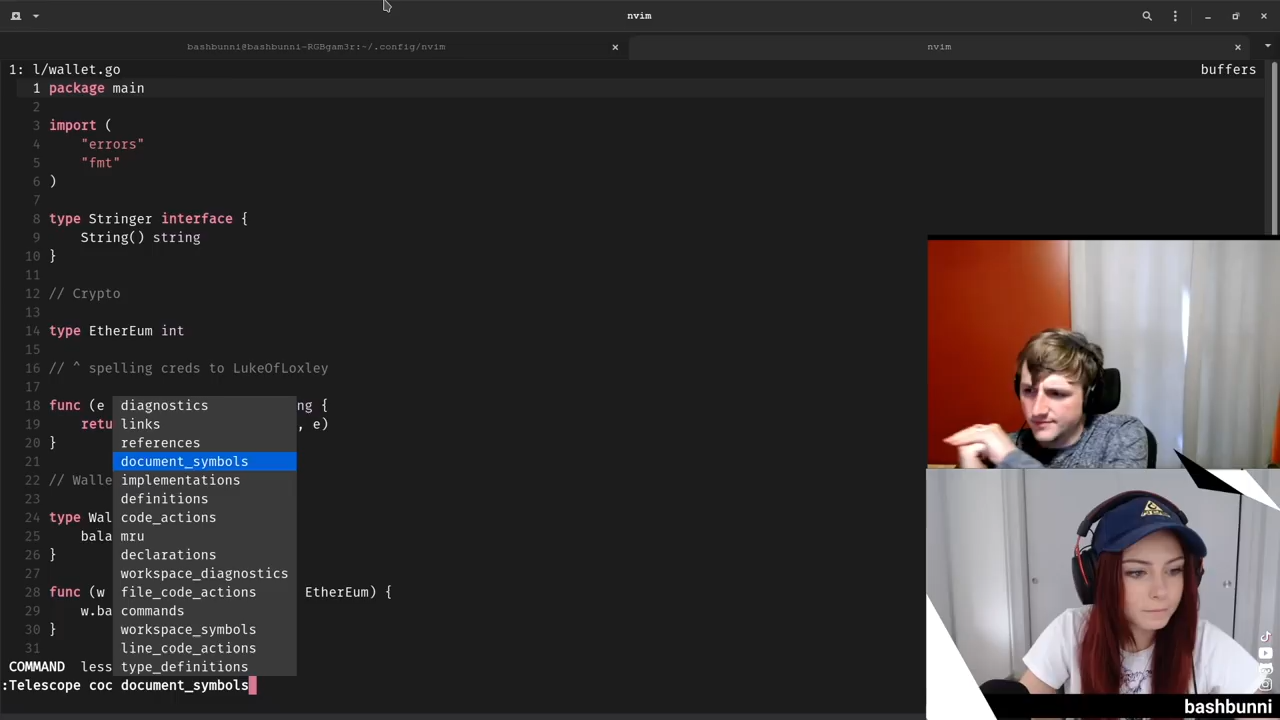 nvim
bashbunni@bashbunni-RGBgam3r:~/.config/nvim
nvim
1: l/wallet.go
buffers
1 package main
2
3 import (
4 "errors"
5 "fmt"
6 )
7
8 type Stringer interface {
9 String() string
10 }
11
12 // Crypto
13
14 type EtherEum int
15
16 // ^ spelling creds to LukeOfLoxley
17
18 func (e diagnostics ng {
19 retu links , e)
20 } references
21 document_symbols
22 // Walle implementations
23 definitions
24 type Wal code_actions
25 bala mru
26 } declarations
27 workspace_diagnostics
28 func (w file_code_actions EtherEum) {
29 w.ba commands
30 } workspace_symbols
31 line_code_actions
COMMAND less type_definitions
:Telescope coc document_symbols
bashbunni